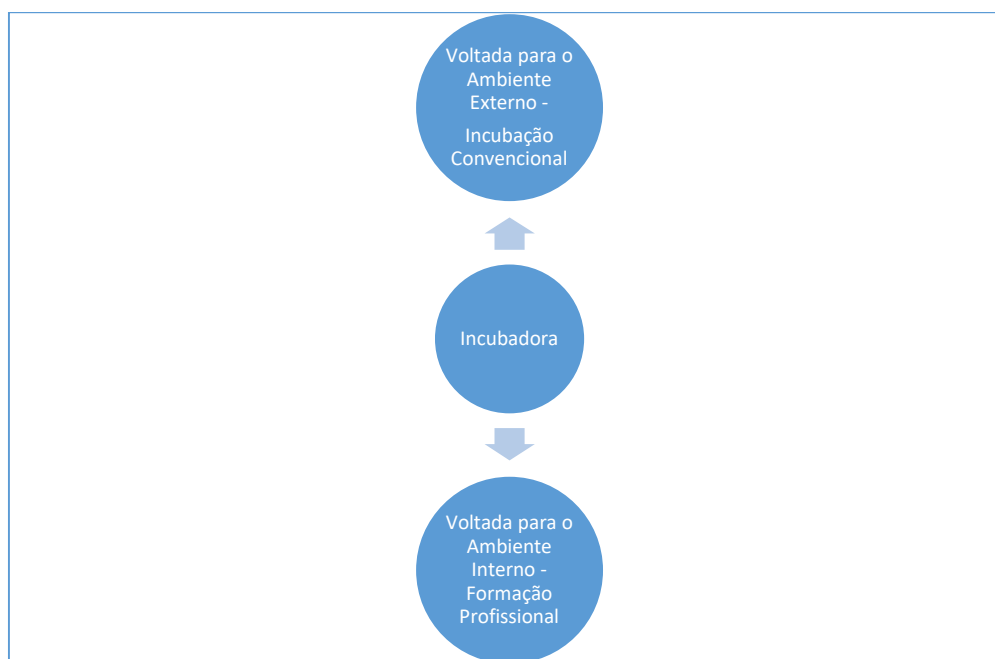 Voltada para o
Ambiente
Externo -
Incubação
Convencional
Incubadora
Voltada para o
Ambiente
Interno -
Formação
Profissional